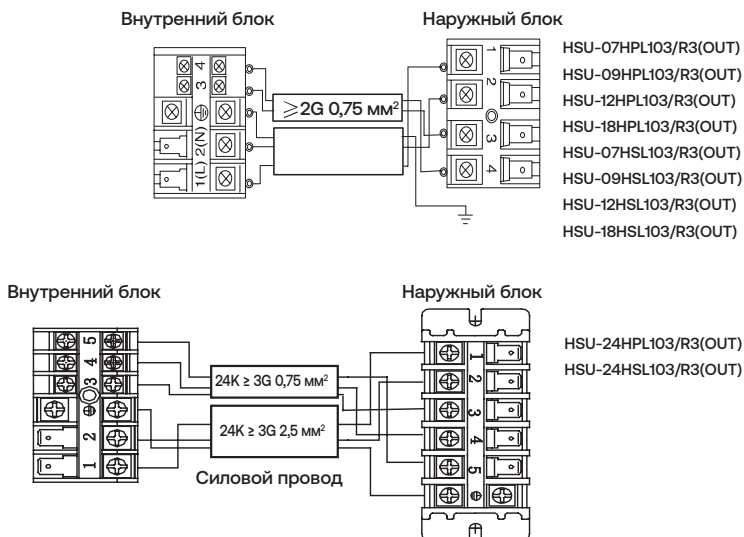 Внутренний блок
Наружный блок
4
3
2(N)
1(L)
≥2G 0,75 мм²
1
2
3
4
HSU-07HPL103/R3(OUT)
HSU-09HPL103/R3(OUT)
HSU-12HPL103/R3(OUT)
HSU-18HPL103/R3(OUT)
HSU-07HSL103/R3(OUT)
HSU-09HSL103/R3(OUT)
HSU-12HSL103/R3(OUT)
HSU-18HSL103/R3(OUT)
Внутренний блок
Наружный блок
5
4
3
2
1
24K ≥ 3G 0,75 мм²
24K ≥ 3G 2,5 мм²
Силовой провод
1
2
3
4
5
HSU-24HPL103/R3(OUT)
HSU-24HSL103/R3(OUT)